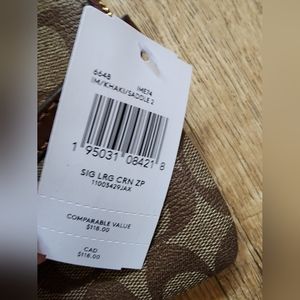 6648 IME74
IM/KHAKI/SADDLE 2
1 95031 08421 8
SIG LRG CRN ZP
11003429JAX
COMPARABLE VALUE
$118.00
CAD
$118.00